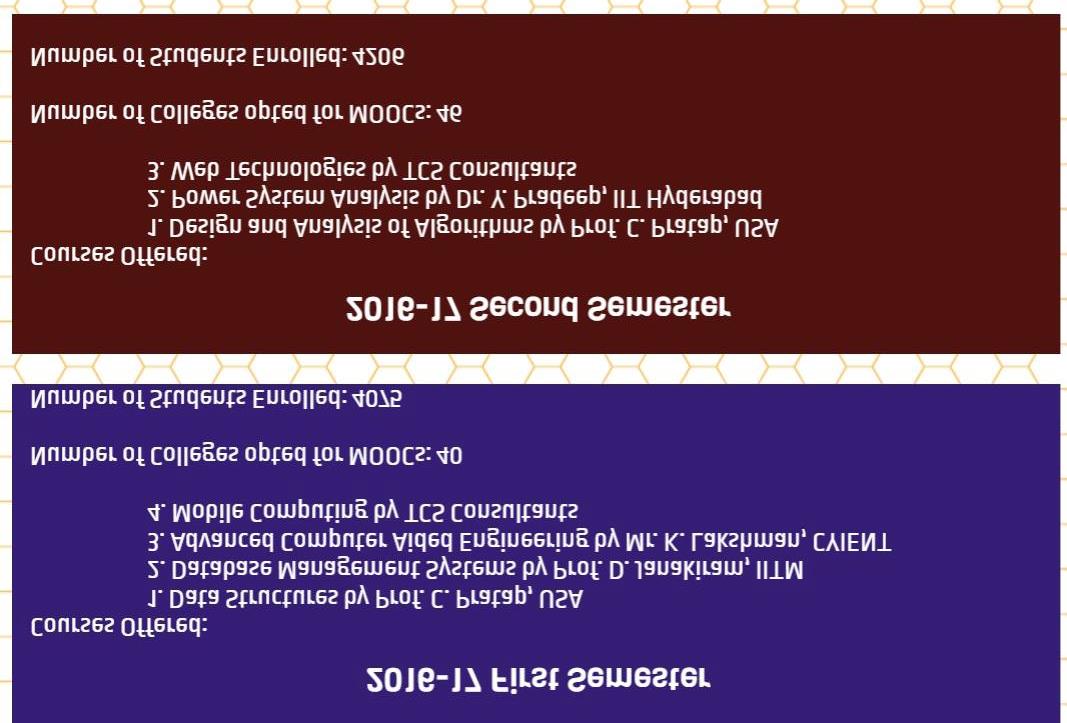 2016-17 First Semester
Courses Offered:
1. Data Structures by Prof. C. Pratap, USA
2. Database Management Systems by Prof. D. Janakiram, IITM
3. Advanced Computer Aided Engineering by Mr. K. Lakshman, CYIENT
4. Mobile Computing by TCS Consultants
Number of Colleges opted for MOOCs: 40
Number of Students Enrolled: 4075
2016-17 Second Semester
Courses Offered:
1. Design and Analysis of Algorithms by Prof. C. Pratap, USA
2. Power System Analysis by Dr. Y. Pradeep, IIT Hyderabad
3. Web Technologies by TCS Consultants
Number of Colleges opted for MOOCs: 46
Number of Students Enrolled: 4206